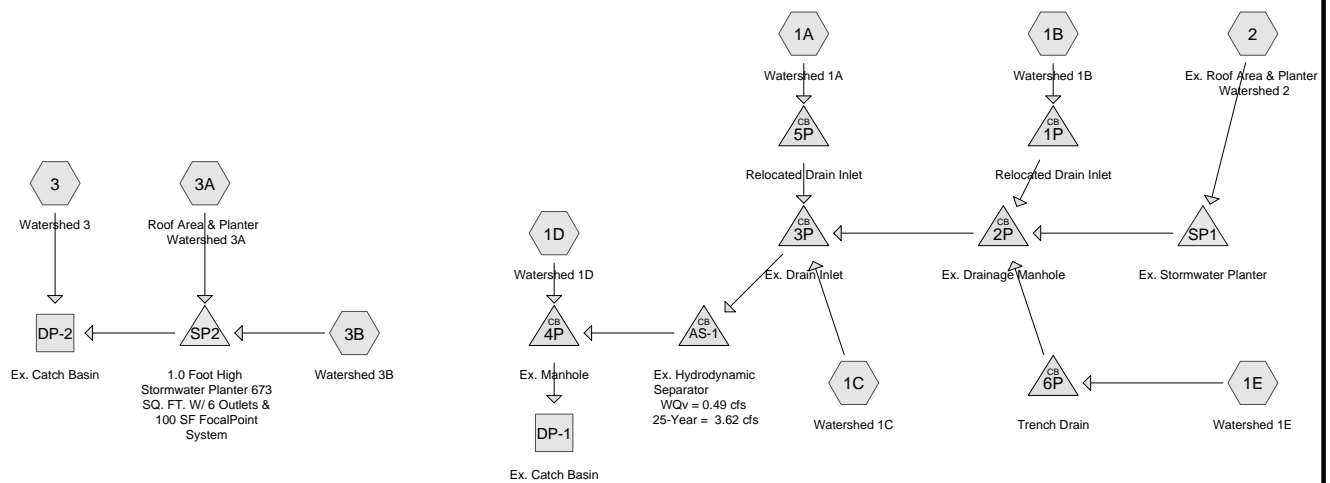 1A
Watershed 1A
1B
Watershed 1B
2
Ex. Roof Area & Planter
Watershed 2
CB
5P
Relocated Drain Inlet
CB
1P
Relocated Drain Inlet
3
Watershed 3
3A
Roof Area & Planter
Watershed 3A
1D
Watershed 1D
CB
3P
Ex. Drain Inlet
CB
2P
Ex. Drainage Manhole
SP1
Ex. Stormwater Planter
DP-2
Ex. Catch Basin
SP2
1.0 Foot High
Stormwater Planter 673
SQ. FT. W/ 6 Outlets &
100 SF FocalPoint
System
3B
Watershed 3B
CB
4P
Ex. Manhole
CB
AS-1
Ex. Hydrodynamic
Separator
WQv = 0.49 cfs
25-Year = 3.62 cfs
1C
Watershed 1C
CB
6P
Trench Drain
1E
Watershed 1E
DP-1
Ex. Catch Basin